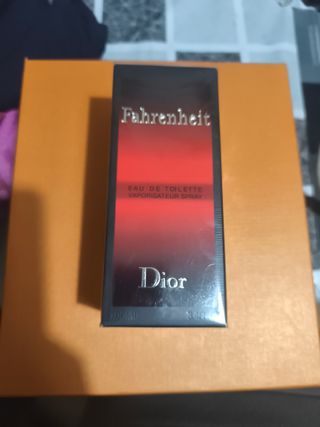 Fahrenheit
EAU DE TOILETTE
VAPORISATEUR SPRAY
Dior